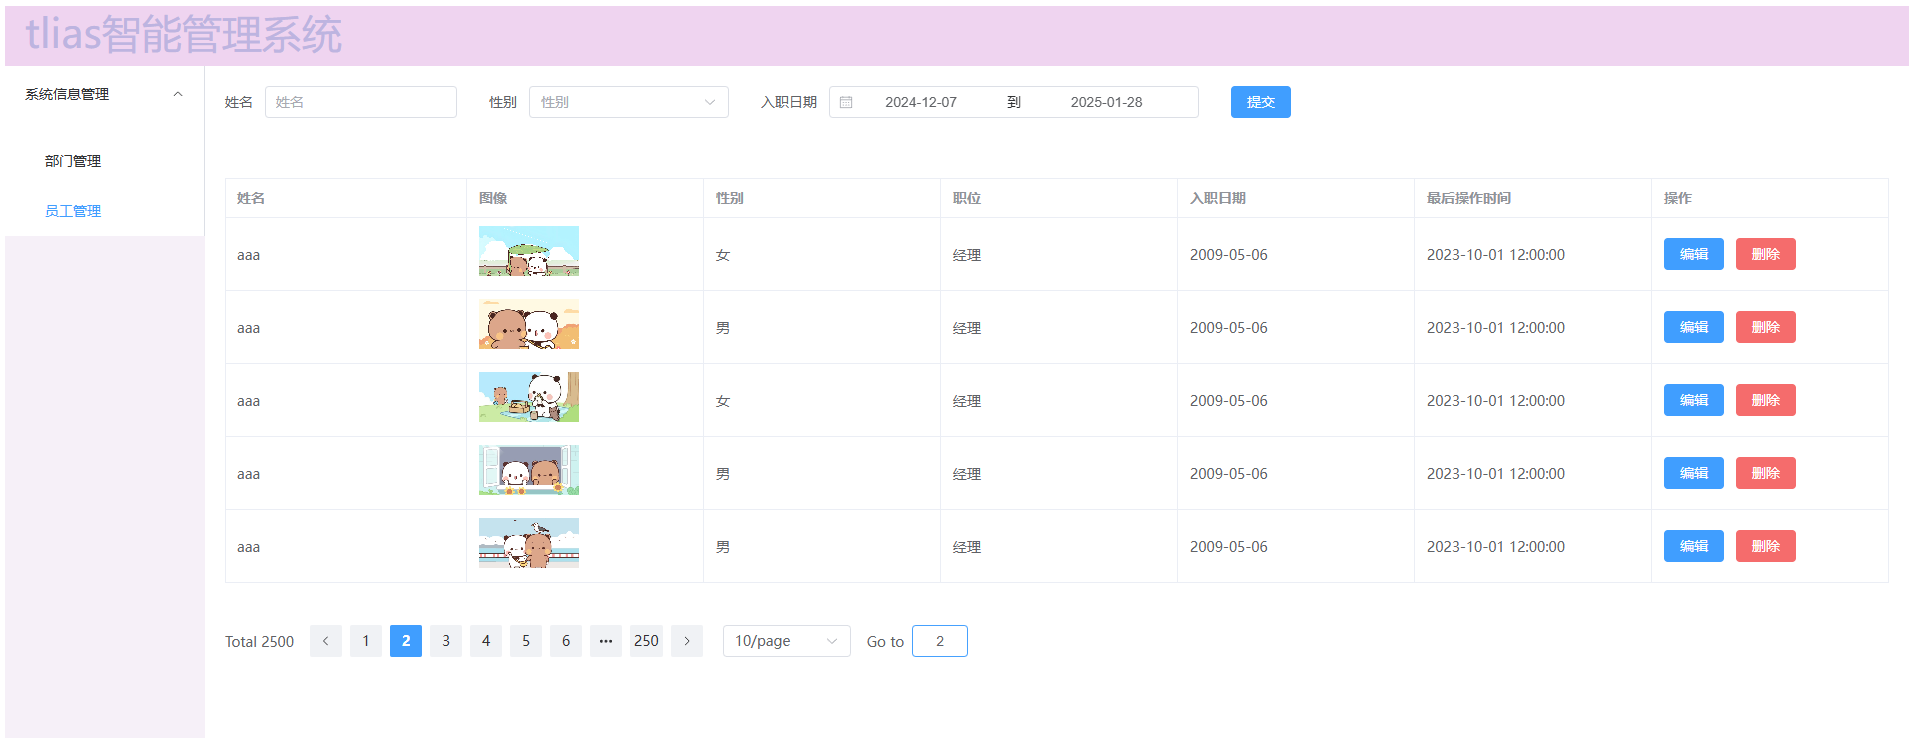 tlias智能管理系统
系统信息管理
部门管理
员工管理
姓名 姓名 性别 性别 入职日期 2024-12-07 到 2025-01-28 提交
姓名 图像 性别 职位 入职日期 最后操作时间 操作
aaa 女 经理 2009-05-06 2023-10-01 12:00:00 编辑 删除
aaa 男 经理 2009-05-06 2023-10-01 12:00:00 编辑 删除
aaa 女 经理 2009-05-06 2023-10-01 12:00:00 编辑 删除
aaa 男 经理 2009-05-06 2023-10-01 12:00:00 编辑 删除
aaa 男 经理 2009-05-06 2023-10-01 12:00:00 编辑 删除
Total 2500 1 2 3 4 5 6 ••• 250 10/page Go to 2